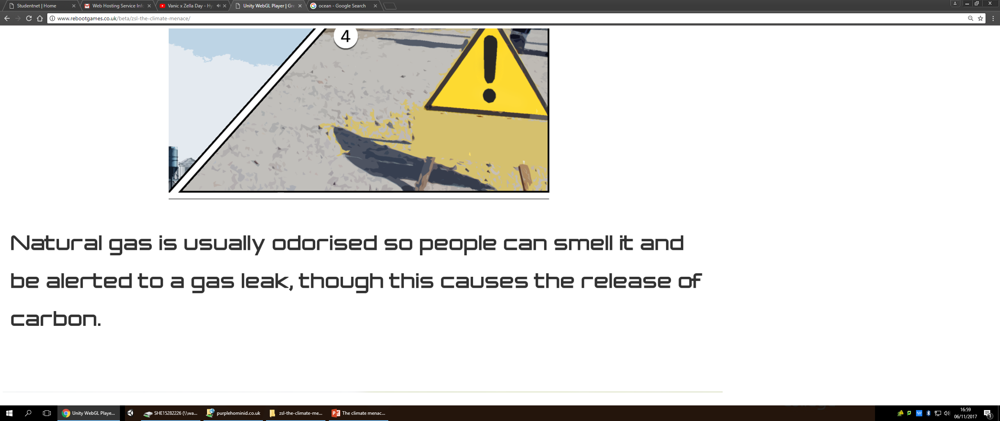 Studentnet | Home
Web Hosting Service Info
Vanic x Zella Day - Hy
Unity WebGL Player | Gre
ocean - Google Search
www.rebootgames.co.uk/beta/zsl-the-climate-menace/
4
!
Natural gas is usually odorised so people can smell it and
be alerted to a gas leak, though this causes the release of
carbon.
Unity WebGL Playe...
SHE15282226 (\\wa...
purplehominid.co.uk
zsl-the-climate-me...
The climate menac...
16:59
06/11/2017
1